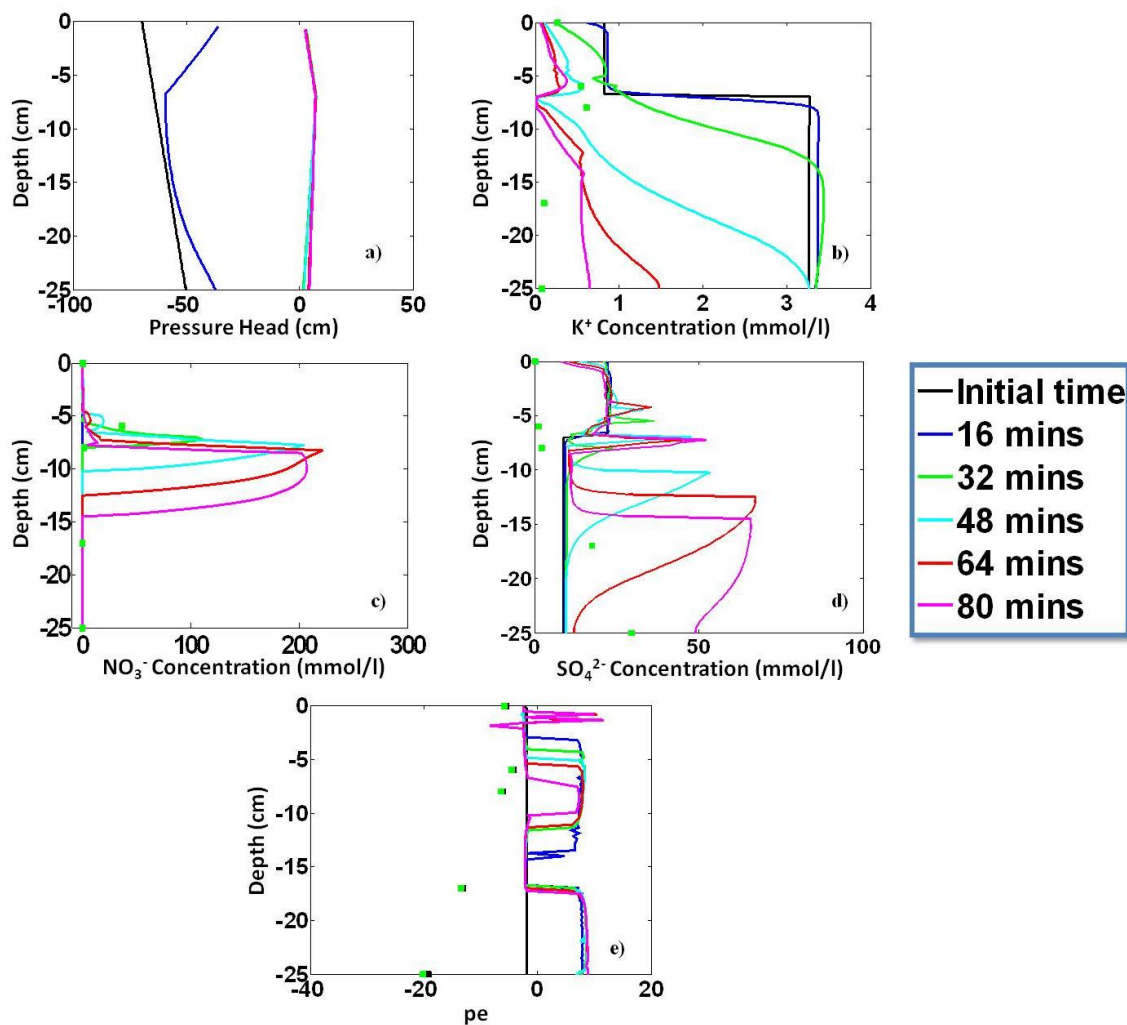 0
-5
-10
-15
-20
-25
Depth (cm)
a)
-100
-50
0
50
Pressure Head (cm)
0
-5
-10
-15
-20
-25
Depth (cm)
b)
0
1
2
3
4
K⁺ Concentration (mmol/l)
0
-5
-10
-15
-20
-25
Depth (cm)
c)
0
100
200
300
NO₃⁻ Concentration (mmol/l)
0
-5
-10
-15
-20
-25
Depth (cm)
d)
0
50
100
SO₄²⁻ Concentration (mmol/l)
Initial time
16 mins
32 mins
48 mins
64 mins
80 mins
0
-5
-10
-15
-20
-25
Depth (cm)
e)
-40
-20
0
20
pe